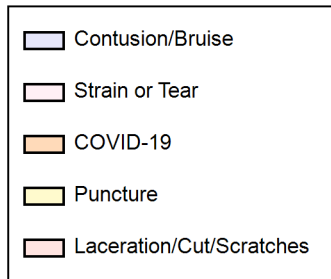 Contusion/Bruise
Strain or Tear
COVID-19
Puncture
Laceration/Cut/Scratches